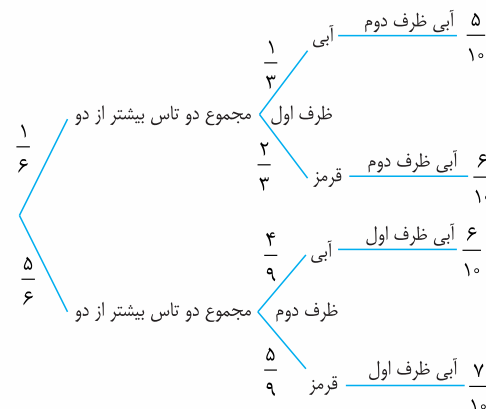 آبی ظرف دوم ۵/۱۰
آبی
۱/۳
مجموع دو تاس بیشتر از دو ظرف اول
۱/۶
۲/۳
قرمز
آبی ظرف دوم ۶/۱۰
آبی ظرف اول ۶/۱۰
آبی
۴/۹
۵/۶
مجموع دو تاس بیشتر از دو ظرف دوم
۵/۹
قرمز
آبی ظرف اول ۷/۱۰